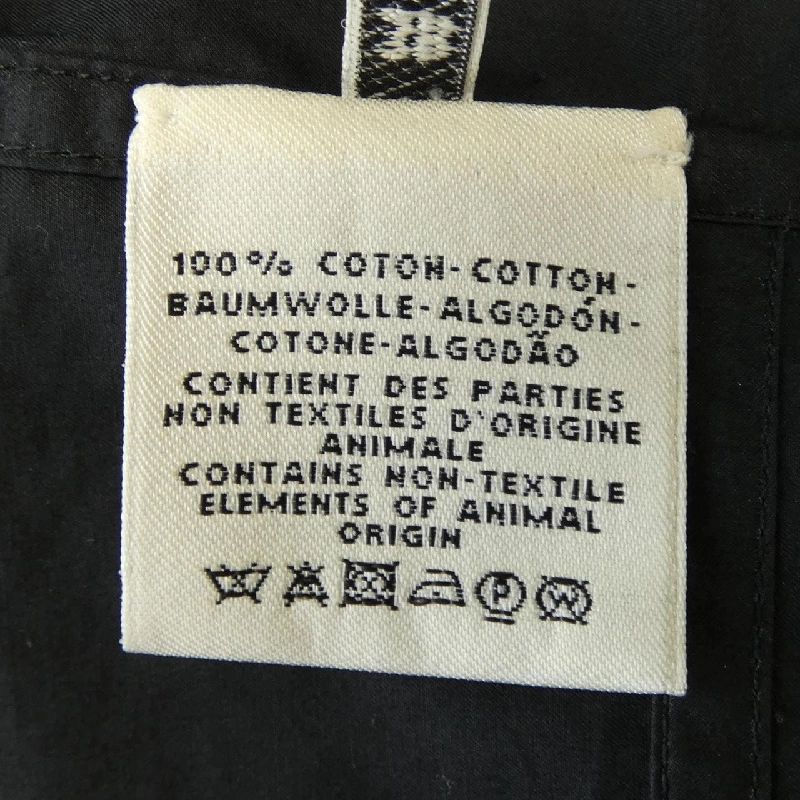 100% COTON-COTTON-
BAUMWOLLE-ALGODÓN-
COTONE-ALGODÃO
CONTIENT DES PARTIES
NON TEXTILES D'ORIGINE
ANIMALE
CONTAINS NON-TEXTILE
ELEMENTS OF ANIMAL
ORIGIN
P W